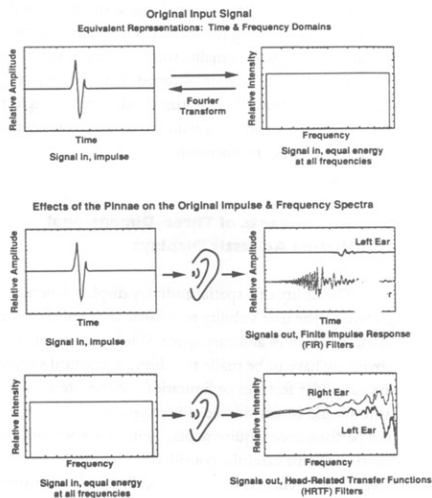 Original Input Signal
Equivalent Representations: Time & Frequency Domains
Relative Amplitude
Time
Signal in, impulse
Fourier
Transform
Relative Intensity
Frequency
Signal in, equal energy
at all frequencies
Effects of the Pinnae on the Original Impulse & Frequency Spectra
Relative Amplitude
Time
Signal in, impulse
Relative Amplitude
Left Ear
Time
Signals out, Finite Impulse Response
(FIR) Filters
Relative Intensity
Frequency
Signal in, equal energy
at all frequencies
Relative Intensity
Right Ear
Left Ear
Frequency
Signals out, Head-Related Transfer Functions
(HRTF) Filters